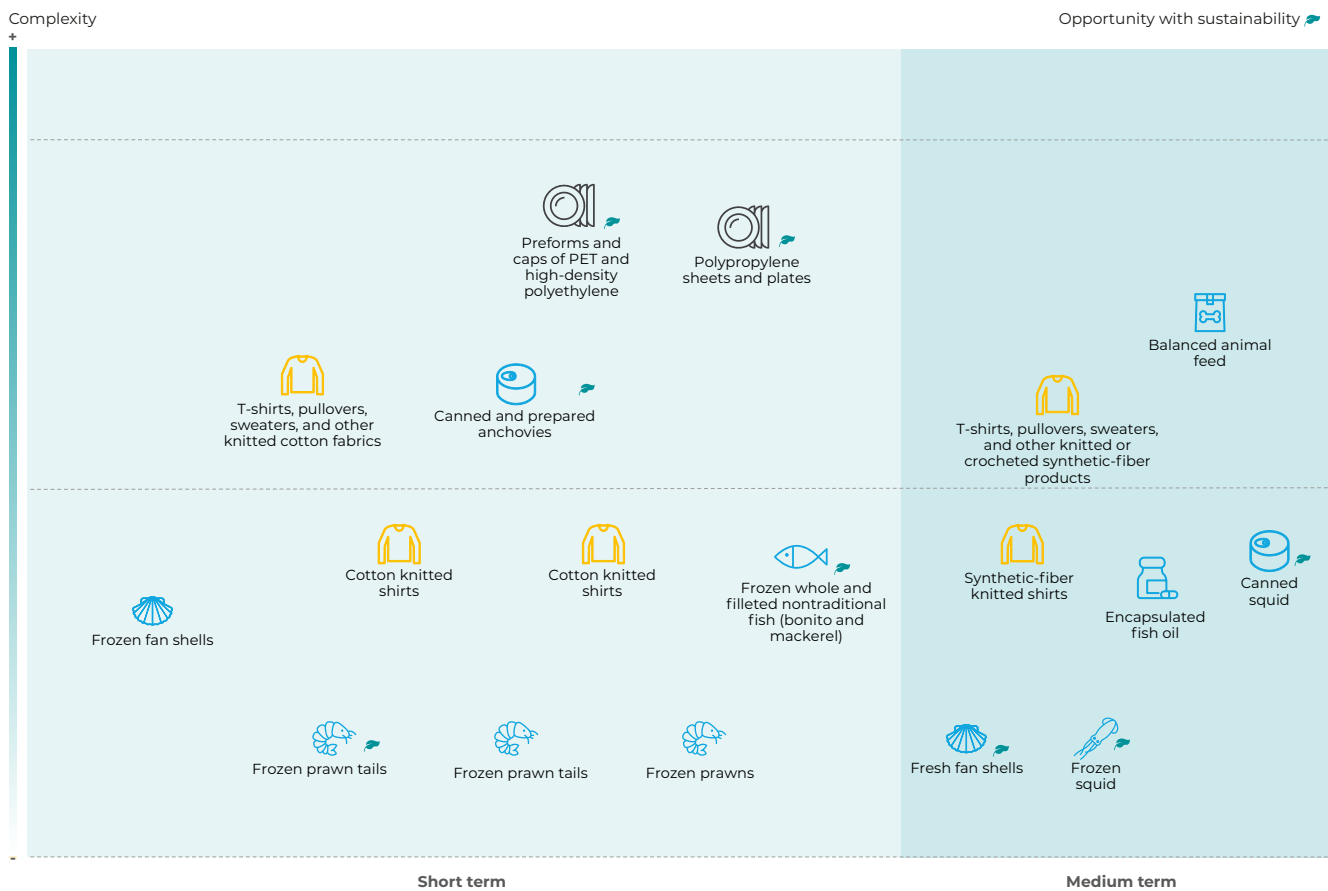 Complexity
Opportunity with sustainability
+
Preforms and
caps of PET and
high-density
polyethylene
Polypropylene
sheets and plates
Balanced animal
feed
T-shirts, pullovers,
sweaters, and other
knitted cotton fabrics
Canned and prepared
anchovies
T-shirts, pullovers, sweaters,
and other knitted or
crocheted synthetic-fiber
products
Cotton knitted
shirts
Cotton knitted
shirts
Frozen whole and
filleted nontraditional
fish (bonito and
mackerel)
Synthetic-fiber
knitted shirts
Encapsulated
fish oil
Canned
squid
Frozen fan shells
Frozen prawn tails
Frozen prawn tails
Frozen prawns
Fresh fan shells
Frozen
squid
-
Short term
Medium term